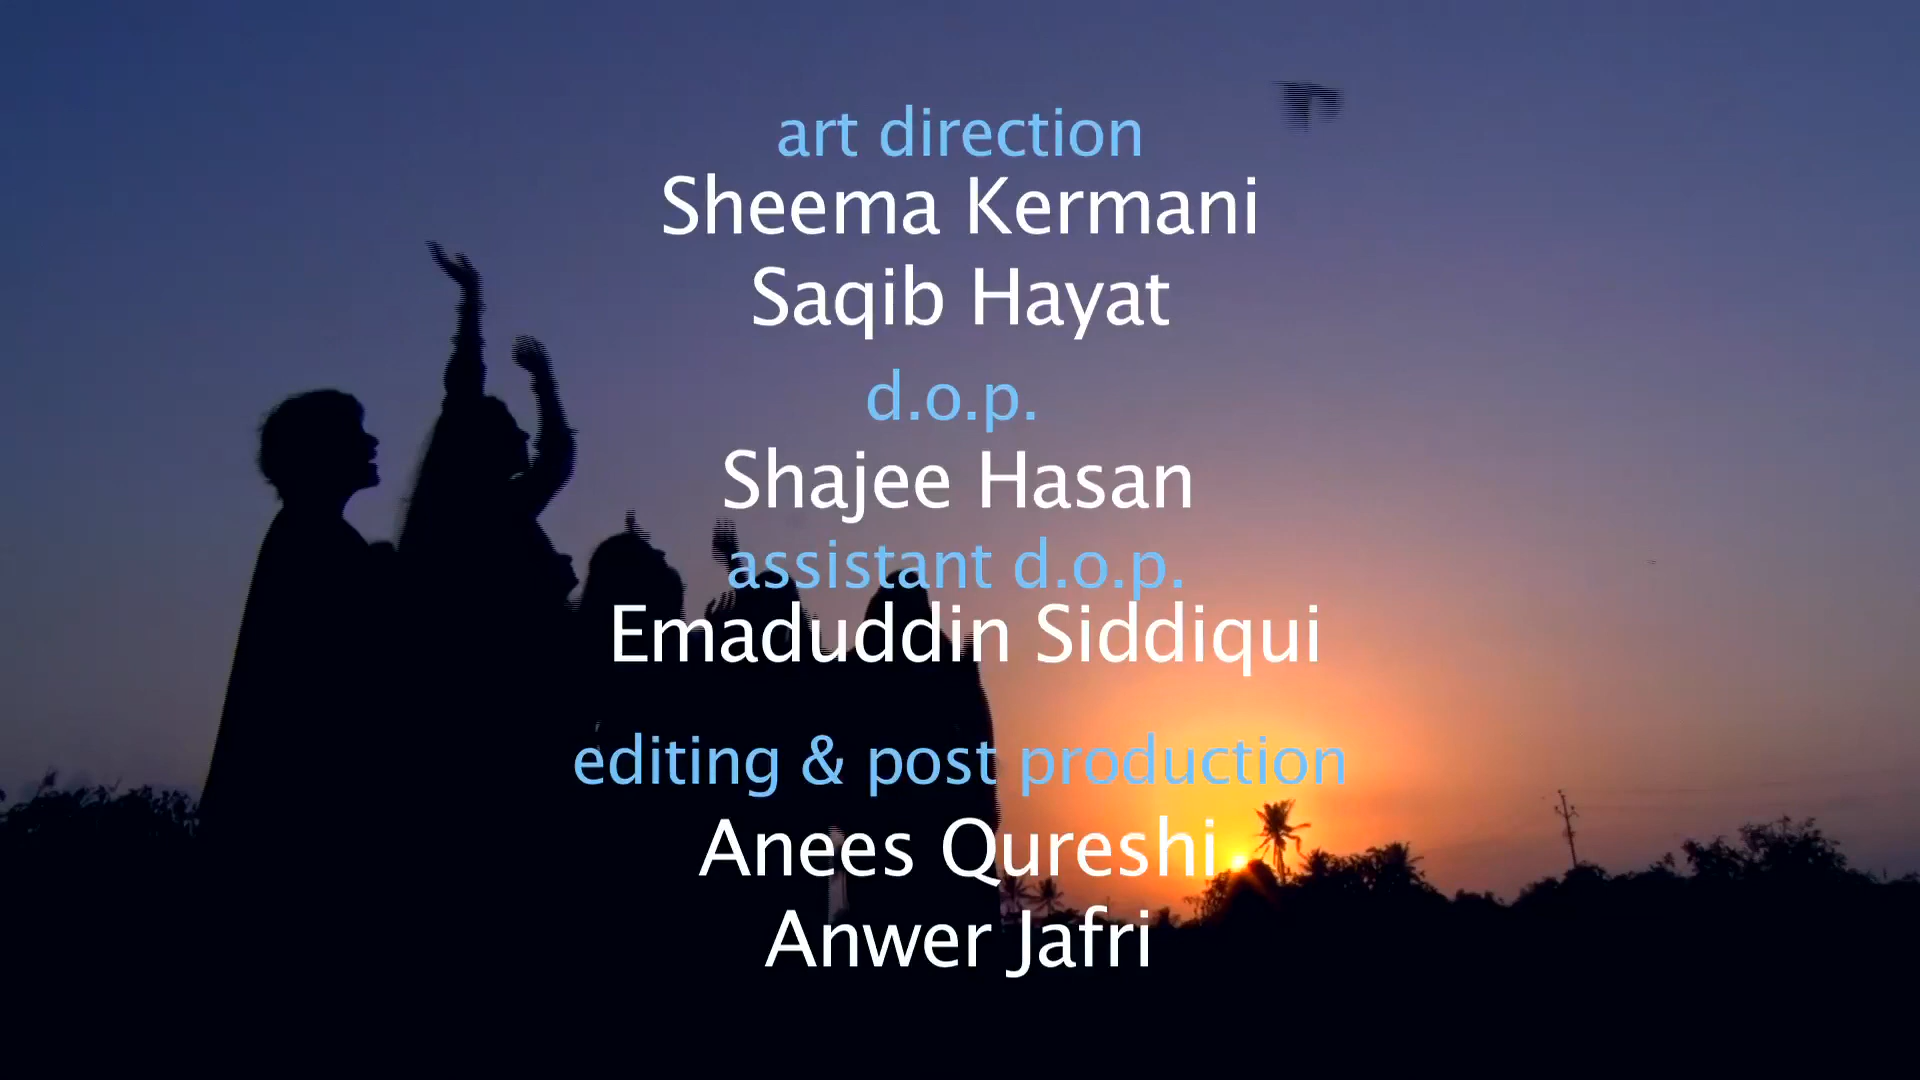 art direction
Sheema Kermani
Saqib Hayat
d.o.p.
Shajee Hasan
assistant d.o.p.
Emaduddin Siddiqui
editing & post production
Anees Qureshi
Anwer Jafri